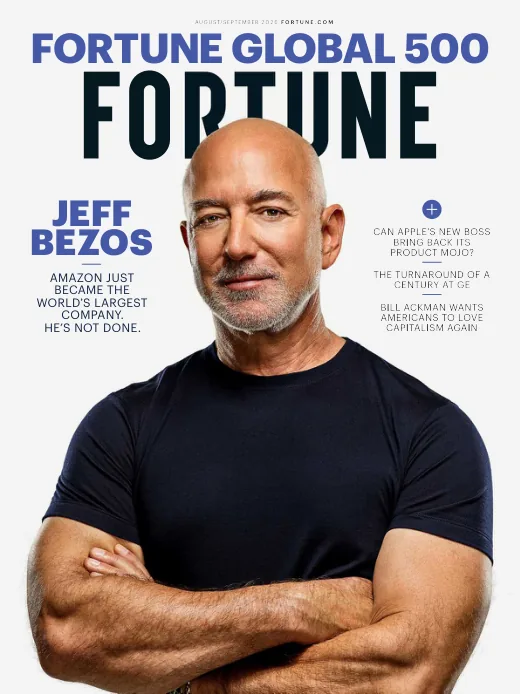 AUGUST/SEPTEMBER 2026 FORTUNE.COM
FORTUNE GLOBAL 500
FORTUNE
JEFF
BEZOS
AMAZON JUST
BECAME THE
WORLD'S LARGEST
COMPANY.
HE'S NOT DONE.
+
CAN APPLE'S NEW BOSS
BRING BACK ITS
PRODUCT MOJO?
THE TURNAROUND OF A
CENTURY AT GE
BILL ACKMAN WANTS
AMERICANS TO LOVE
CAPITALISM AGAIN